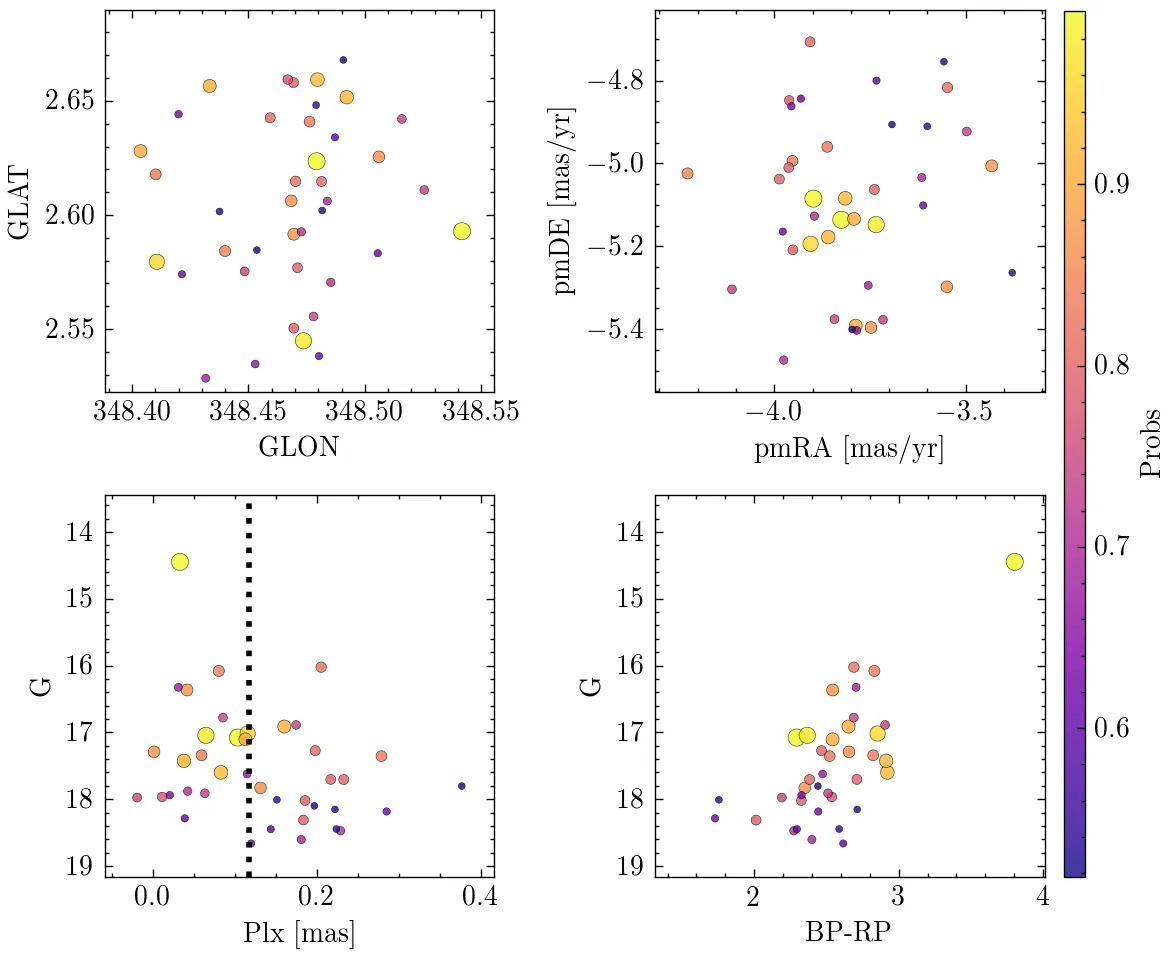 2.65
2.60
2.55
GLAT
348.40 348.45 348.50 348.55
GLON
−4.8
−5.0
−5.2
−5.4
pmDE [mas/yr]
−4.0 −3.5
pmRA [mas/yr]
14
15
16
17
18
19
G
0.0 0.2 0.4
Plx [mas]
14
15
16
17
18
19
G
2 3 4
BP-RP
0.9
0.8
0.7
0.6
Probs